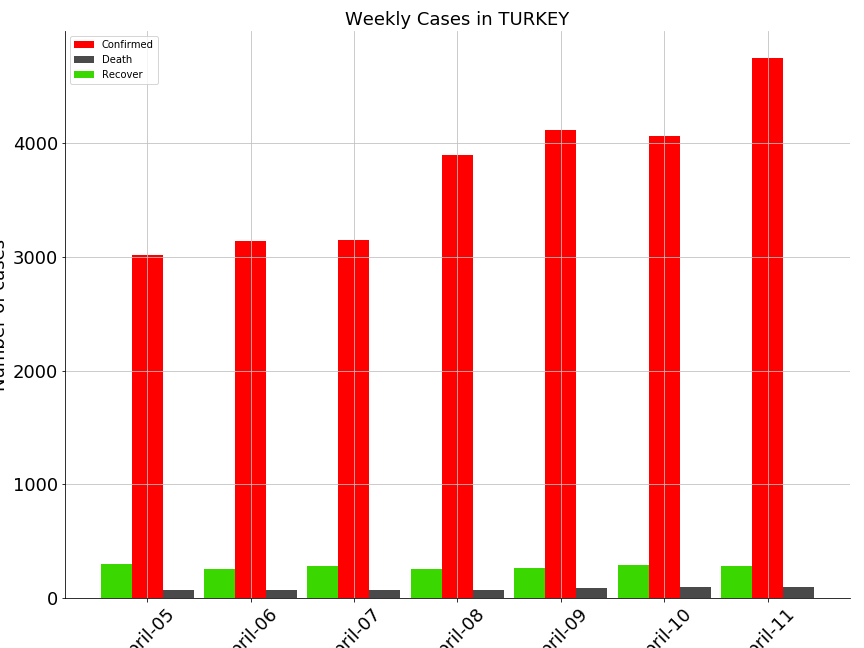 Weekly Cases in TURKEY
Confirmed
Death
Recover
Number of cases
4000
3000
2000
1000
0
pril-05
pril-06
pril-07
pril-08
pril-09
pril-10
pril-11